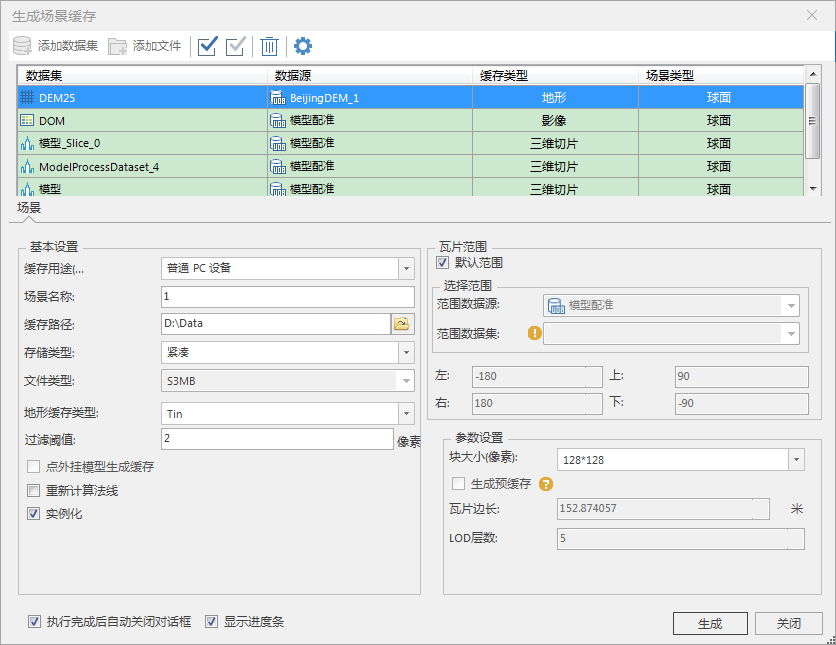 生成场景缓存
添加数据集 添加文件
数据集 数据源 缓存类型 场景类型
DEM25 BeijingDEM_1 地形 球面
DOM 模型配准 影像 球面
模型_Slice_0 模型配准 三维切片 球面
ModelProcessDataset_4 模型配准 三维切片 球面
模型 模型配准 三维切片 球面
场景
基本设置
缓存用途(...
普通 PC 设备
场景名称:
1
缓存路径:
D:\Data
存储类型:
紧凑
文件类型:
S3MB
地形缓存类型:
Tin
过滤阈值:
2
像素
点外挂模型生成缓存
重新计算法线
实例化
瓦片范围
默认范围
选择范围
范围数据源:
模型配准
范围数据集:
左: -180 上: 90
右: 180 下: -90
参数设置
块大小(像素): 128*128
生成预缓存
瓦片边长: 152.874057 米
LOD层数: 5
执行完成后自动关闭对话框 显示进度条
生成 关闭